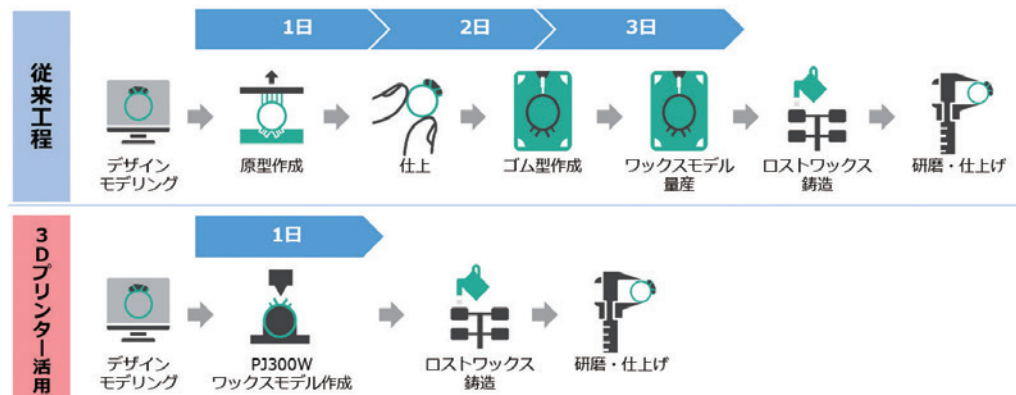 従来工程
1日
2日
3日
デザイン
モデリング
原型作成
仕上
ゴム型作成
ワックスモデル
量産
ロストワックス
鋳造
研磨・仕上げ
3Dプリンター活用
1日
デザイン
モデリング
PJ300W
ワックスモデル作成
ロストワックス
鋳造
研磨・仕上げ